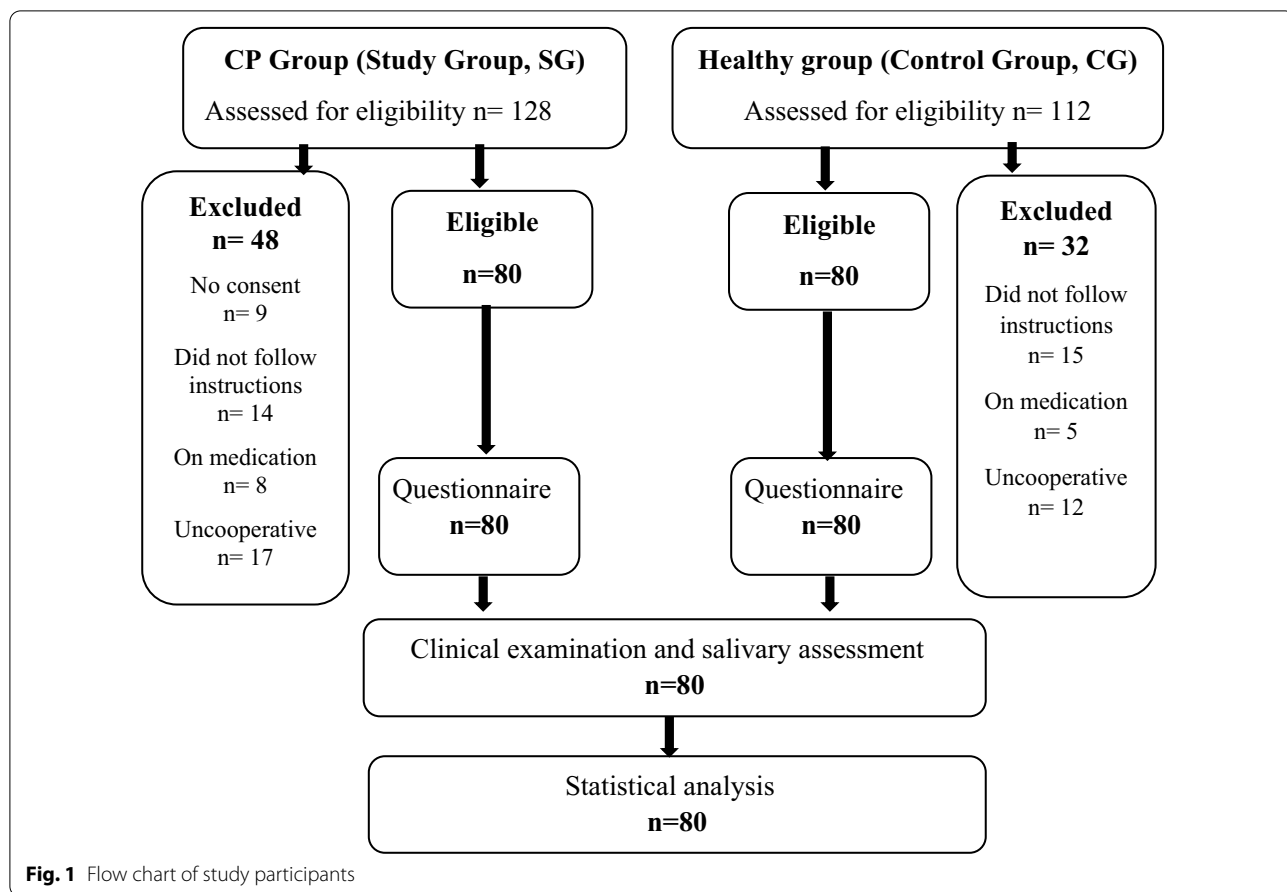 CP Group (Study Group, SG)
Assessed for eligibility n= 128
Healthy group (Control Group, CG)
Assessed for eligibility n= 112
Excluded
n= 48
No consent
n= 9
Did not follow
instructions
n= 14
On medication
n= 8
Uncooperative
n= 17
Eligible
n=80
Eligible
n=80
Excluded
n= 32
Did not follow
instructions
n= 15
On medication
n= 5
Uncooperative
n= 12
Questionnaire
n=80
Questionnaire
n=80
Clinical examination and salivary assessment
n=80
Statistical analysis
n=80
Fig. 1 Flow chart of study participants